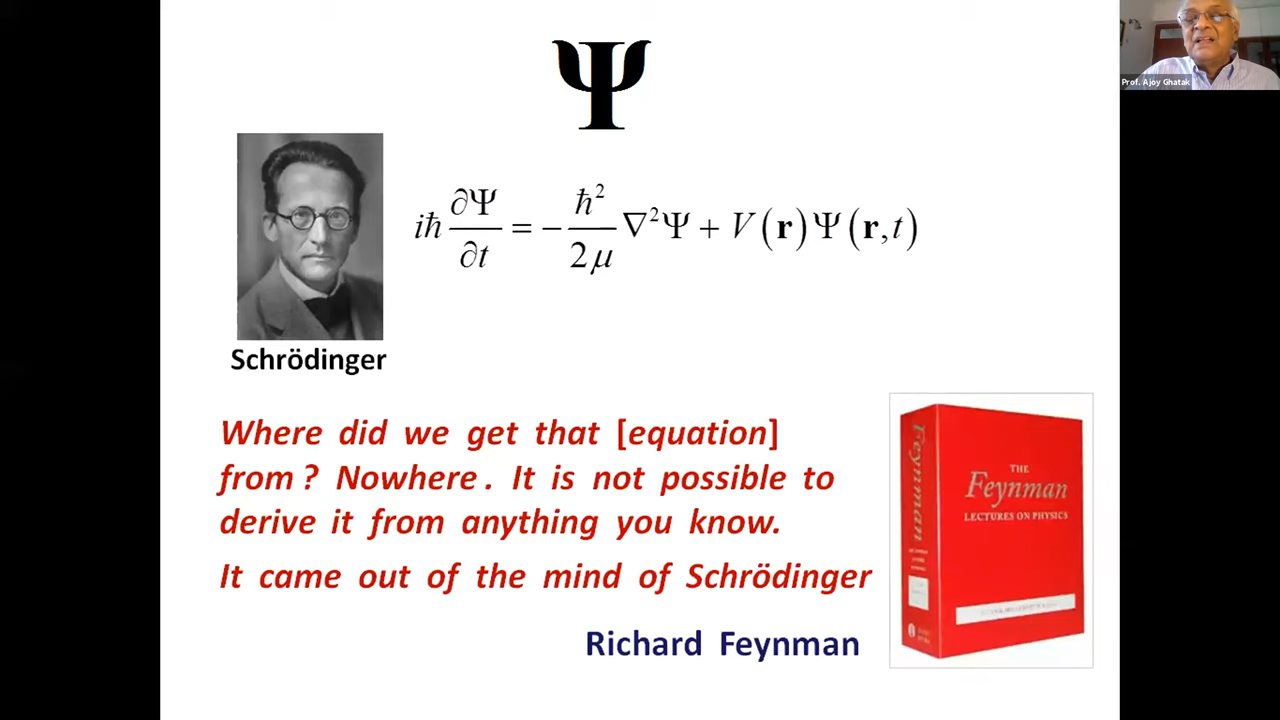 Ψ
Prof. Ajoy Ghatak
iħ ∂Ψ/∂t = −ħ²/2μ ∇²Ψ + V(r)Ψ(r,t)
Schrödinger
Where did we get that [equation]
from ? Nowhere . It is not possible to
derive it from anything you know.
It came out of the mind of Schrödinger
Richard Feynman
Feynman
THE
Feynman
LECTURES ON PHYSICS